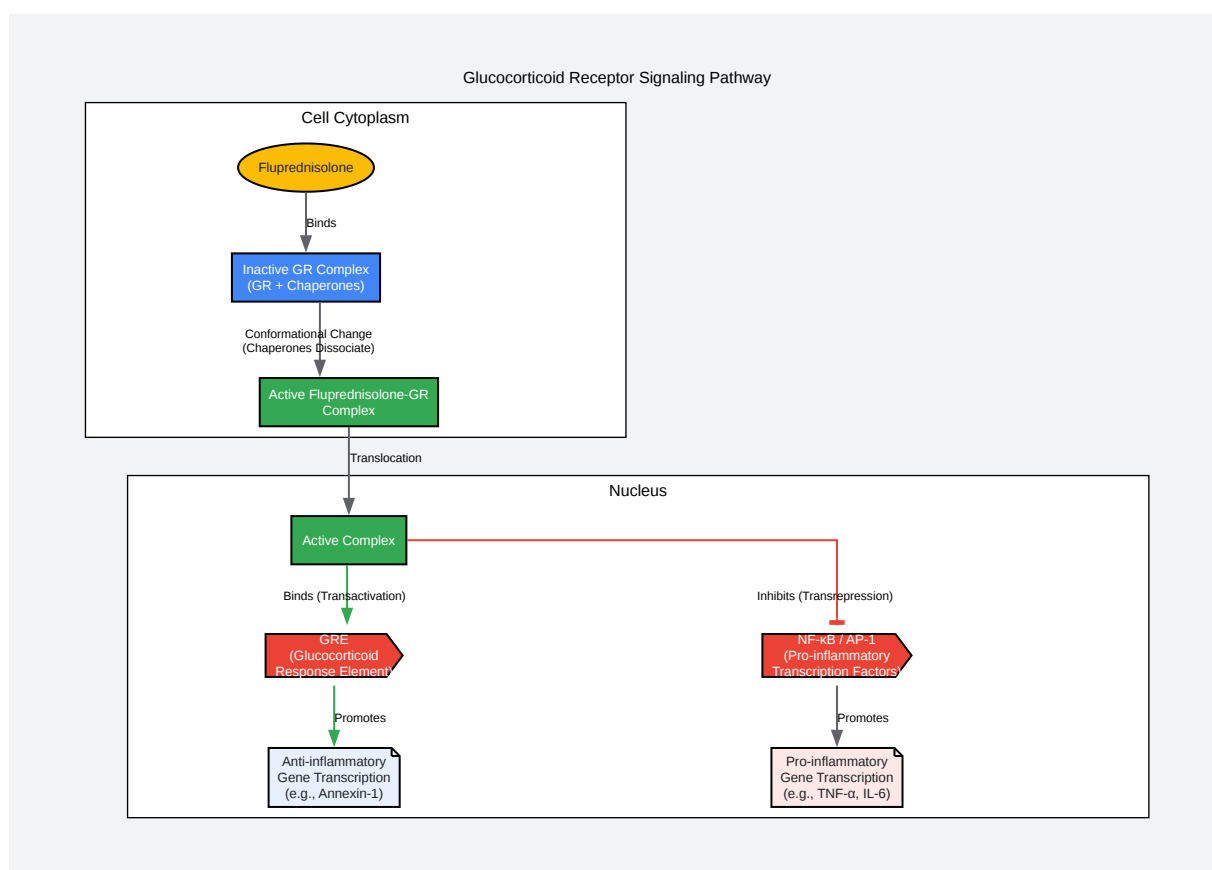 Glucocorticoid Receptor Signaling Pathway
Cell Cytoplasm
Fluprednisolone
Binds
Inactive GR Complex
(GR + Chaperones)
Conformational Change
(Chaperones Dissociate)
Active Fluprednisolone-GR
Complex
Translocation
Nucleus
Active Complex
Binds (Transactivation)
Inhibits (Transrepression)
GRE
(Glucocorticoid
Response Element)
NF-κB / AP-1
(Pro-inflammatory
Transcription Factors)
Promotes
Promotes
Anti-inflammatory
Gene Transcription
(e.g., Annexin-1)
Pro-inflammatory
Gene Transcription
(e.g., TNF-α, IL-6)